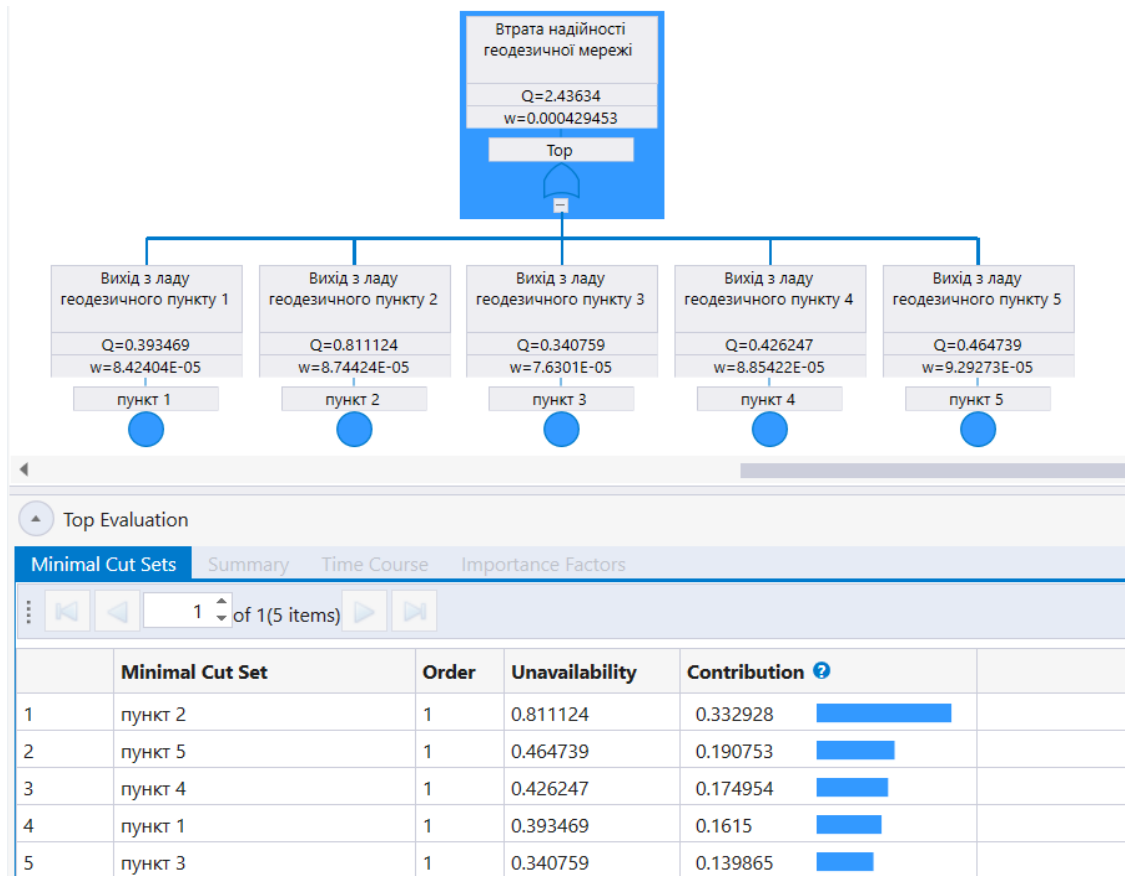 Втрата надійності
геодезичної мережі
Q=2.43634
w=0.000429453
Top
Вихід з ладу
геодезичного пункту 1
Q=0.393469
w=8.42404E-05
пункт 1
Вихід з ладу
геодезичного пункту 2
Q=0.811124
w=8.74424E-05
пункт 2
Вихід з ладу
геодезичного пункту 3
Q=0.340759
w=7.6301E-05
пункт 3
Вихід з ладу
геодезичного пункту 4
Q=0.426247
w=8.85422E-05
пункт 4
Вихід з ладу
геодезичного пункту 5
Q=0.464739
w=9.29273E-05
пункт 5
Top Evaluation
Minimal Cut Sets Summary Time Course Importance Factors
1 of 1(5 items)
Minimal Cut Set Order Unavailability Contribution ?
1 пункт 2 1 0.811124 0.332928
2 пункт 5 1 0.464739 0.190753
3 пункт 4 1 0.426247 0.174954
4 пункт 1 1 0.393469 0.1615
5 пункт 3 1 0.340759 0.139865